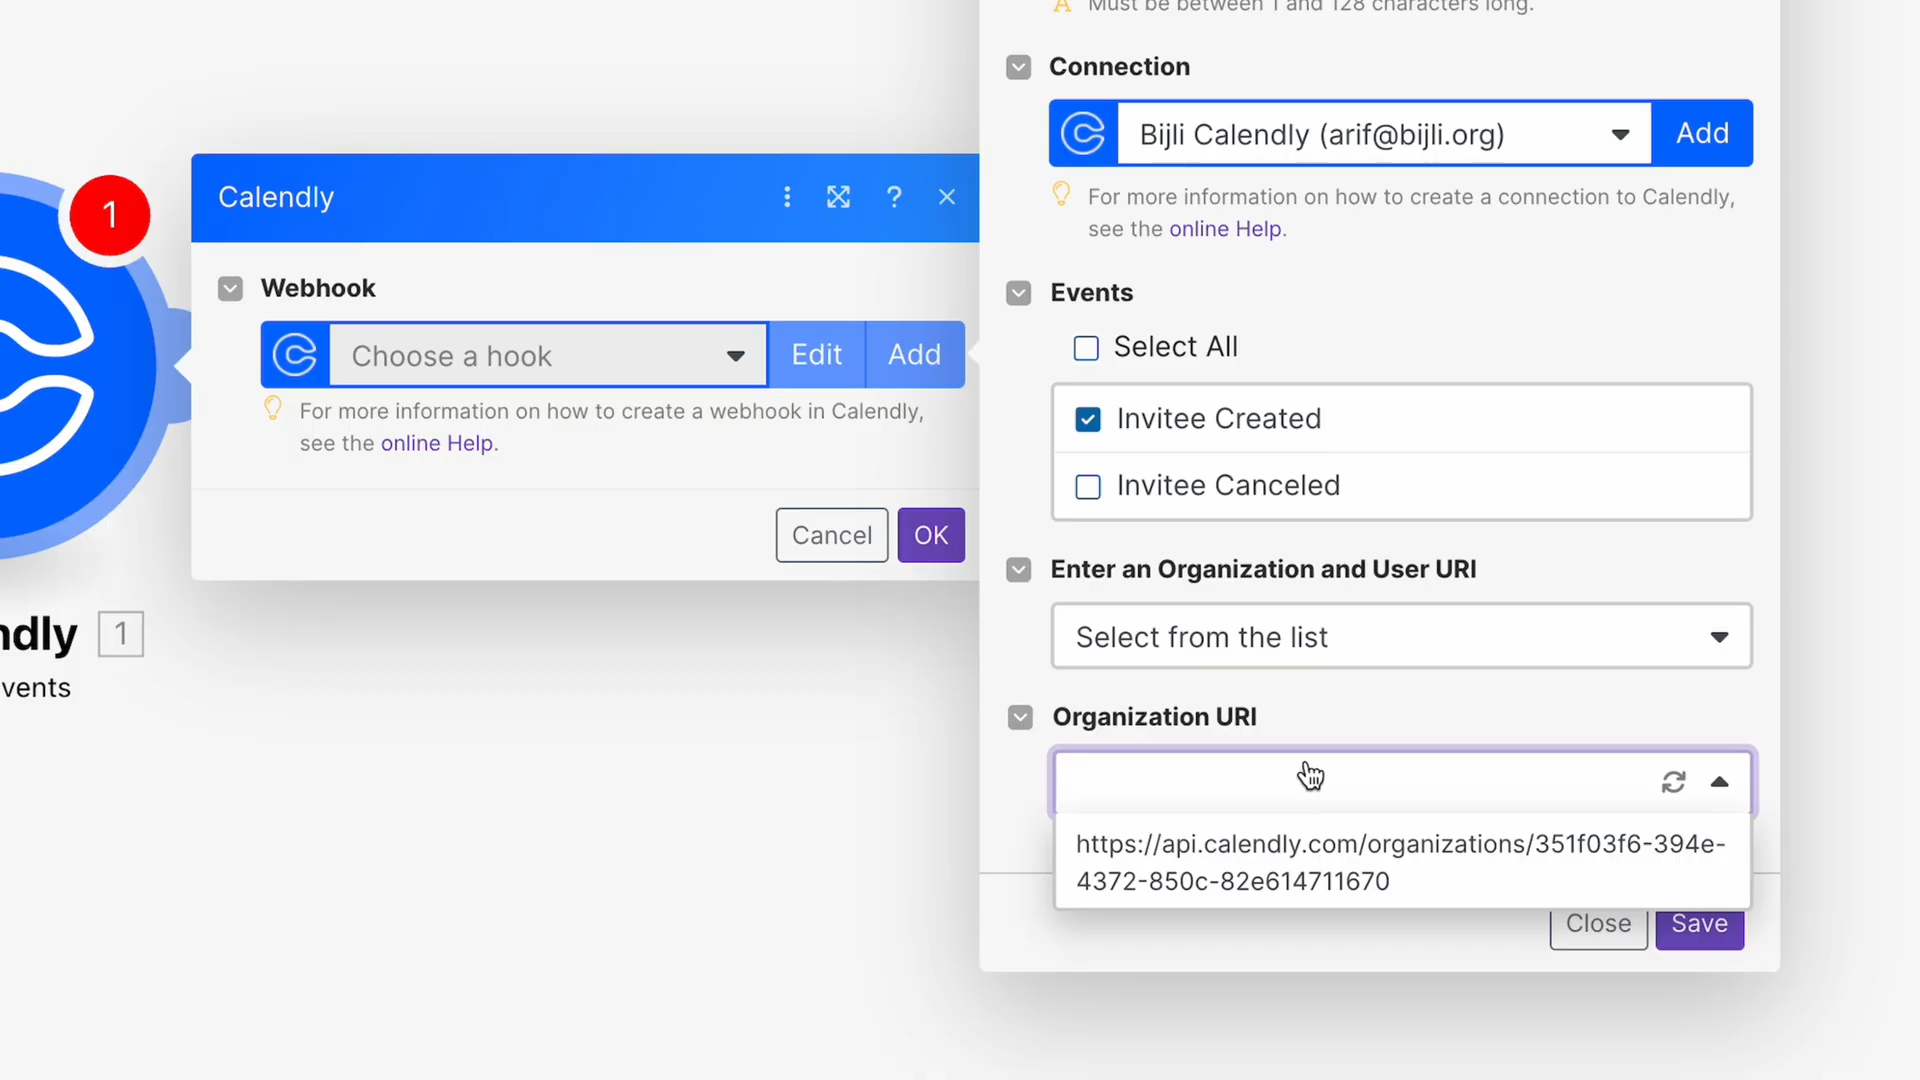 Must be between 1 and 128 characters long.
Connection
Bijli Calendly (arif@bijli.org)
Add
For more information on how to create a connection to Calendly,
see the online Help.
1
Calendly
?
Webhook
Choose a hook
Edit
Add
For more information on how to create a webhook in Calendly,
see the online Help.
Cancel
OK
ndly
1
vents
Events
Select All
Invitee Created
Invitee Canceled
Enter an Organization and User URI
Select from the list
Organization URI
https://api.calendly.com/organizations/351f03f6-394e-
4372-850c-82e614711670
Close
Save